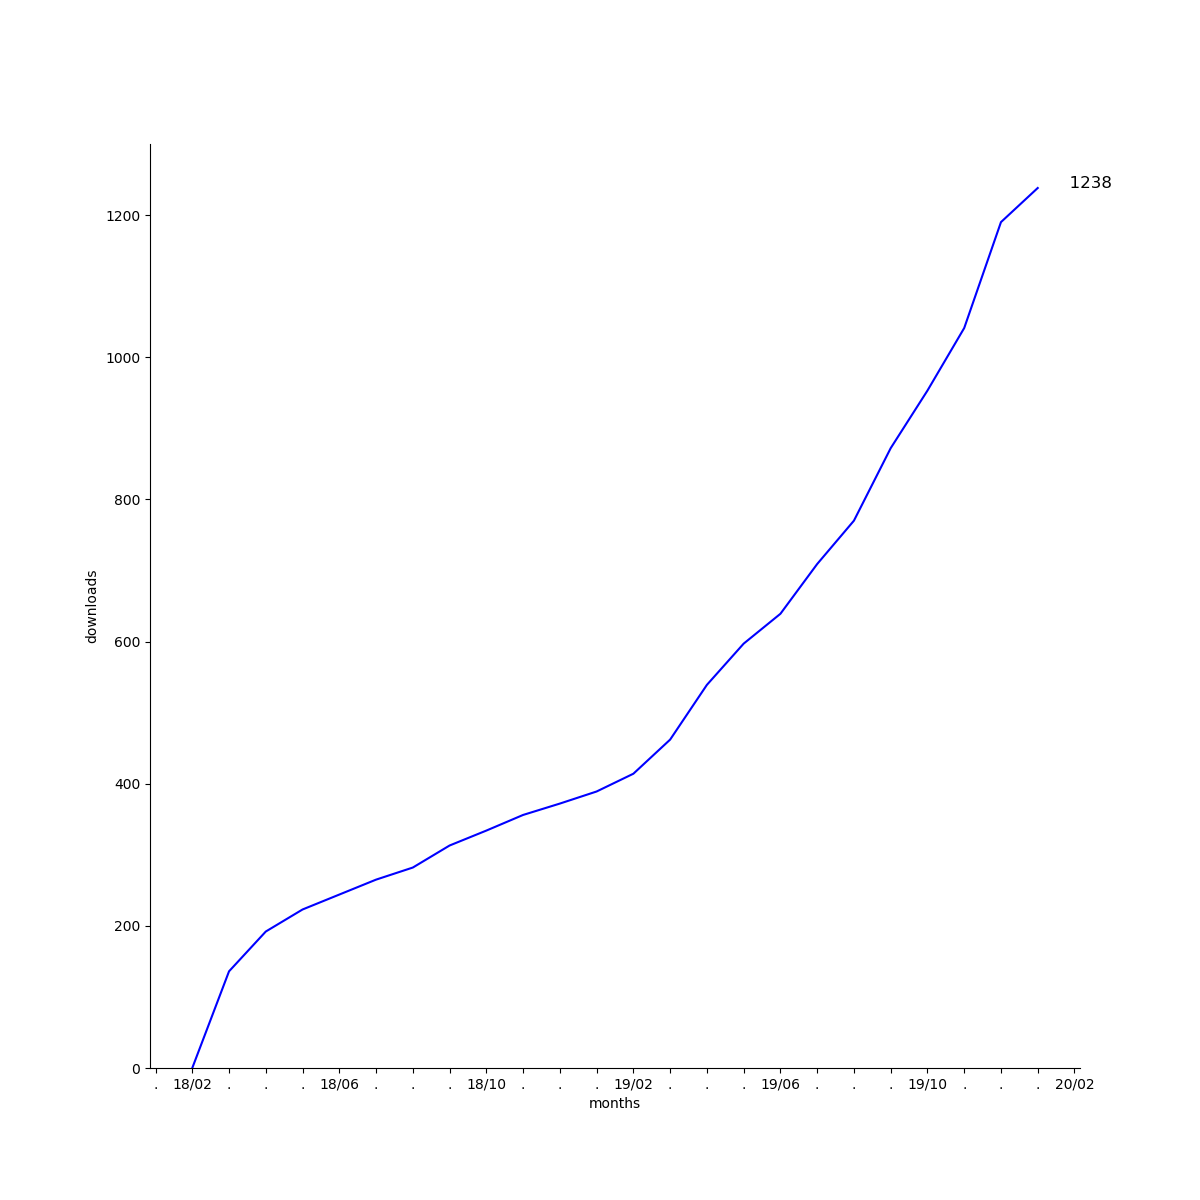 1238
1200
1000
800
600
400
200
0
downloads
. 18/02 . . . 18/06 . . . 18/10 . . . 19/02 . . . 19/06 . . . 19/10 . . . 20/02
months